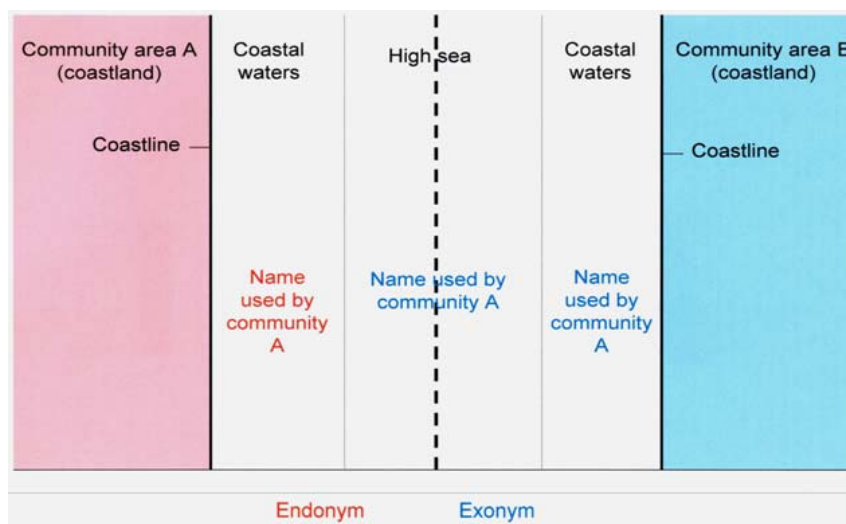 Community area A
(coastland)
Coastal
waters
High sea
Coastal
waters
Community area B
(coastland)
Coastline
Coastline
Name
used by
community
A
Name used by
community A
Name
used by
community
A
Endonym
Exonym